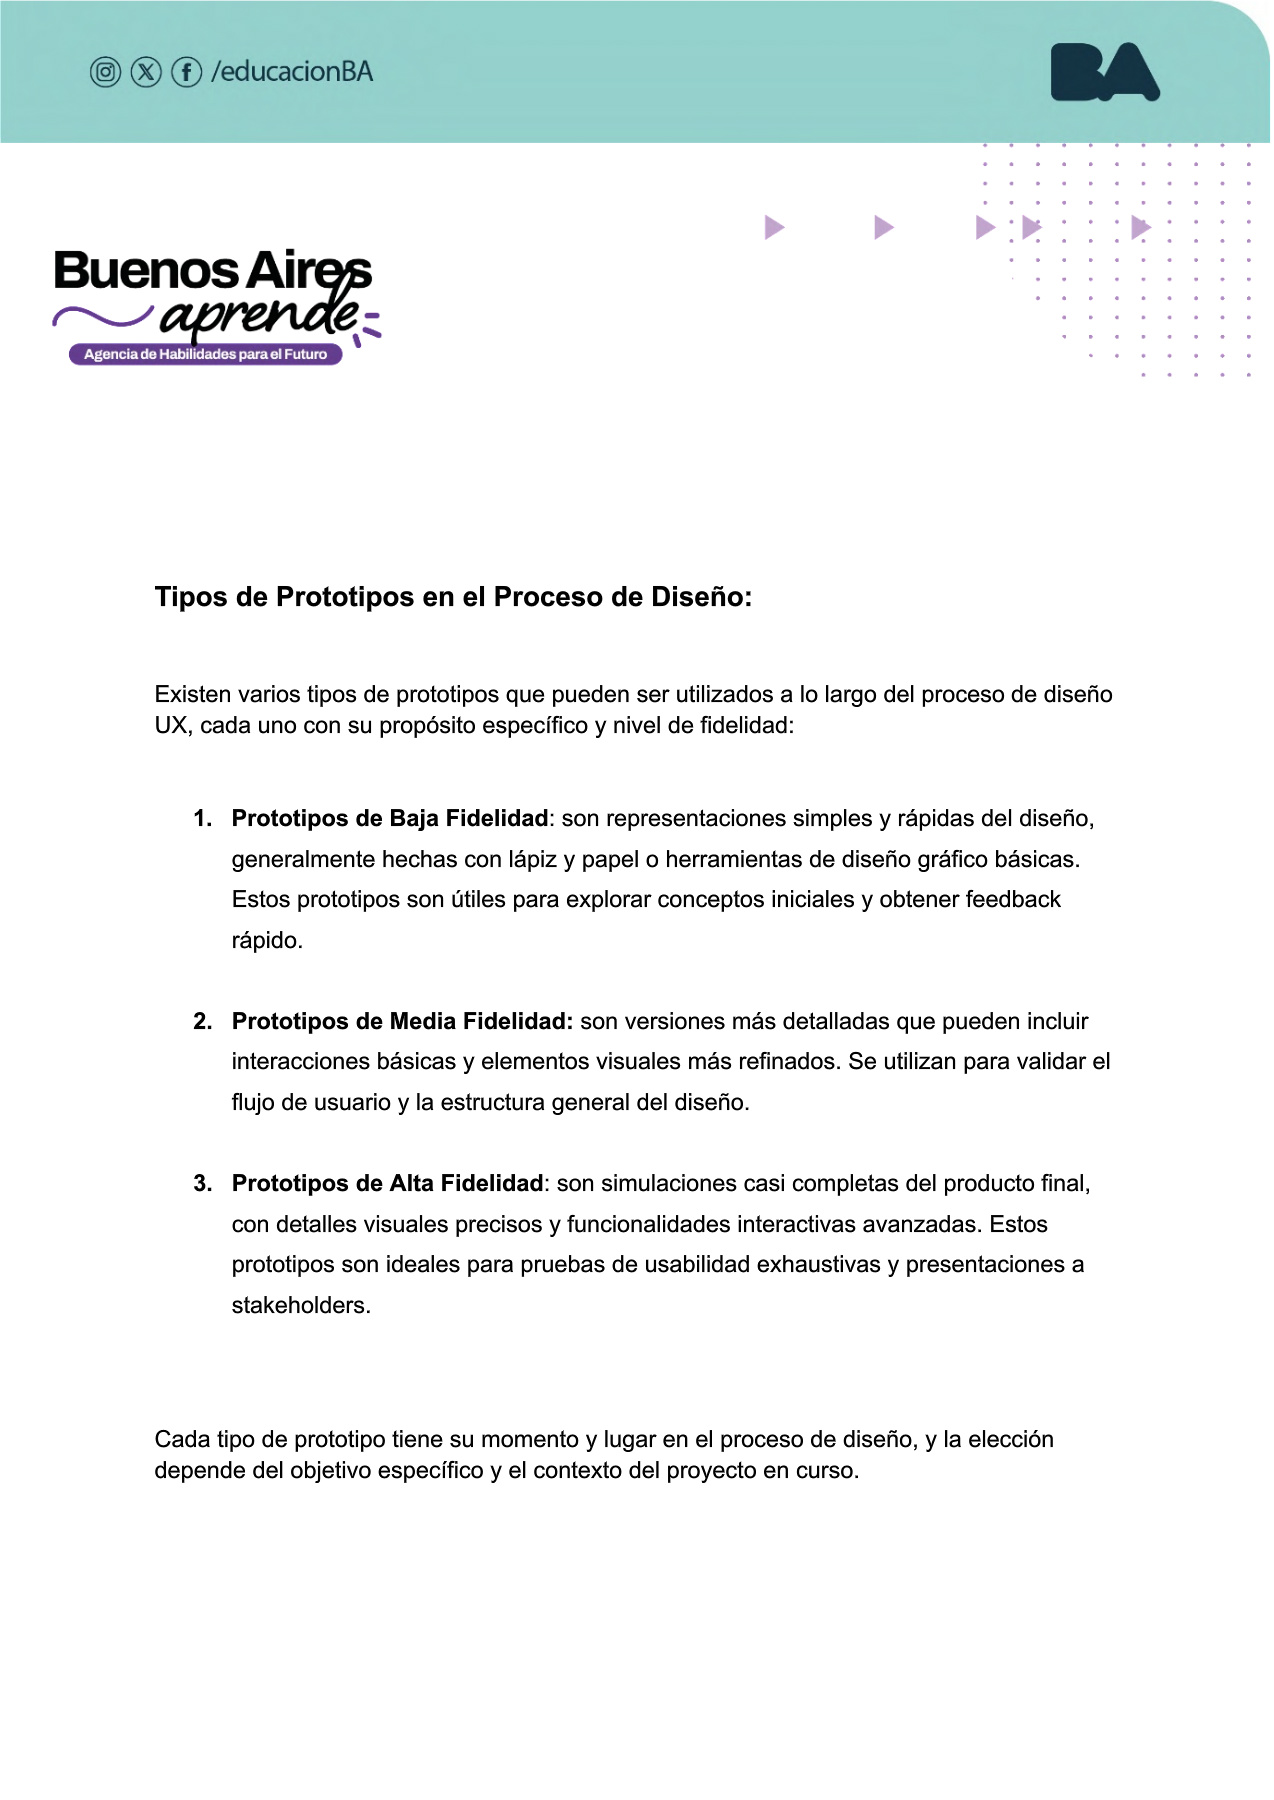 /educacionBA
BA
Buenos Aires
aprende
Agencia de Habilidades para el Futuro
Tipos de Prototipos en el Proceso de Diseño:
Existen varios tipos de prototipos que pueden ser utilizados a lo largo del proceso de diseño
UX, cada uno con su propósito específico y nivel de fidelidad:
1. Prototipos de Baja Fidelidad: son representaciones simples y rápidas del diseño,
generalmente hechas con lápiz y papel o herramientas de diseño gráfico básicas.
Estos prototipos son útiles para explorar conceptos iniciales y obtener feedback
rápido.
2. Prototipos de Media Fidelidad: son versiones más detalladas que pueden incluir
interacciones básicas y elementos visuales más refinados. Se utilizan para validar el
flujo de usuario y la estructura general del diseño.
3. Prototipos de Alta Fidelidad: son simulaciones casi completas del producto final,
con detalles visuales precisos y funcionalidades interactivas avanzadas. Estos
prototipos son ideales para pruebas de usabilidad exhaustivas y presentaciones a
stakeholders.
Cada tipo de prototipo tiene su momento y lugar en el proceso de diseño, y la elección
depende del objetivo específico y el contexto del proyecto en curso.